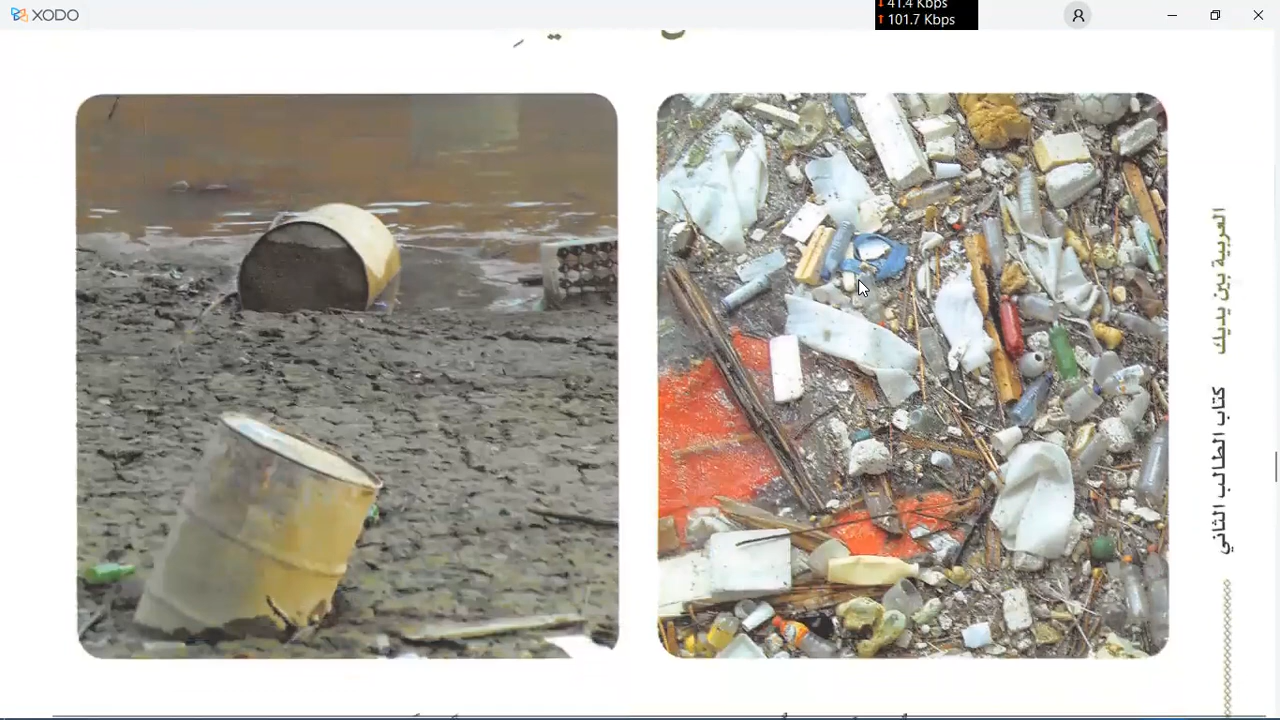 XODO
41.4 Kbps
101.7 Kbps
العربية بين يديك
كتاب الطالب الثاني